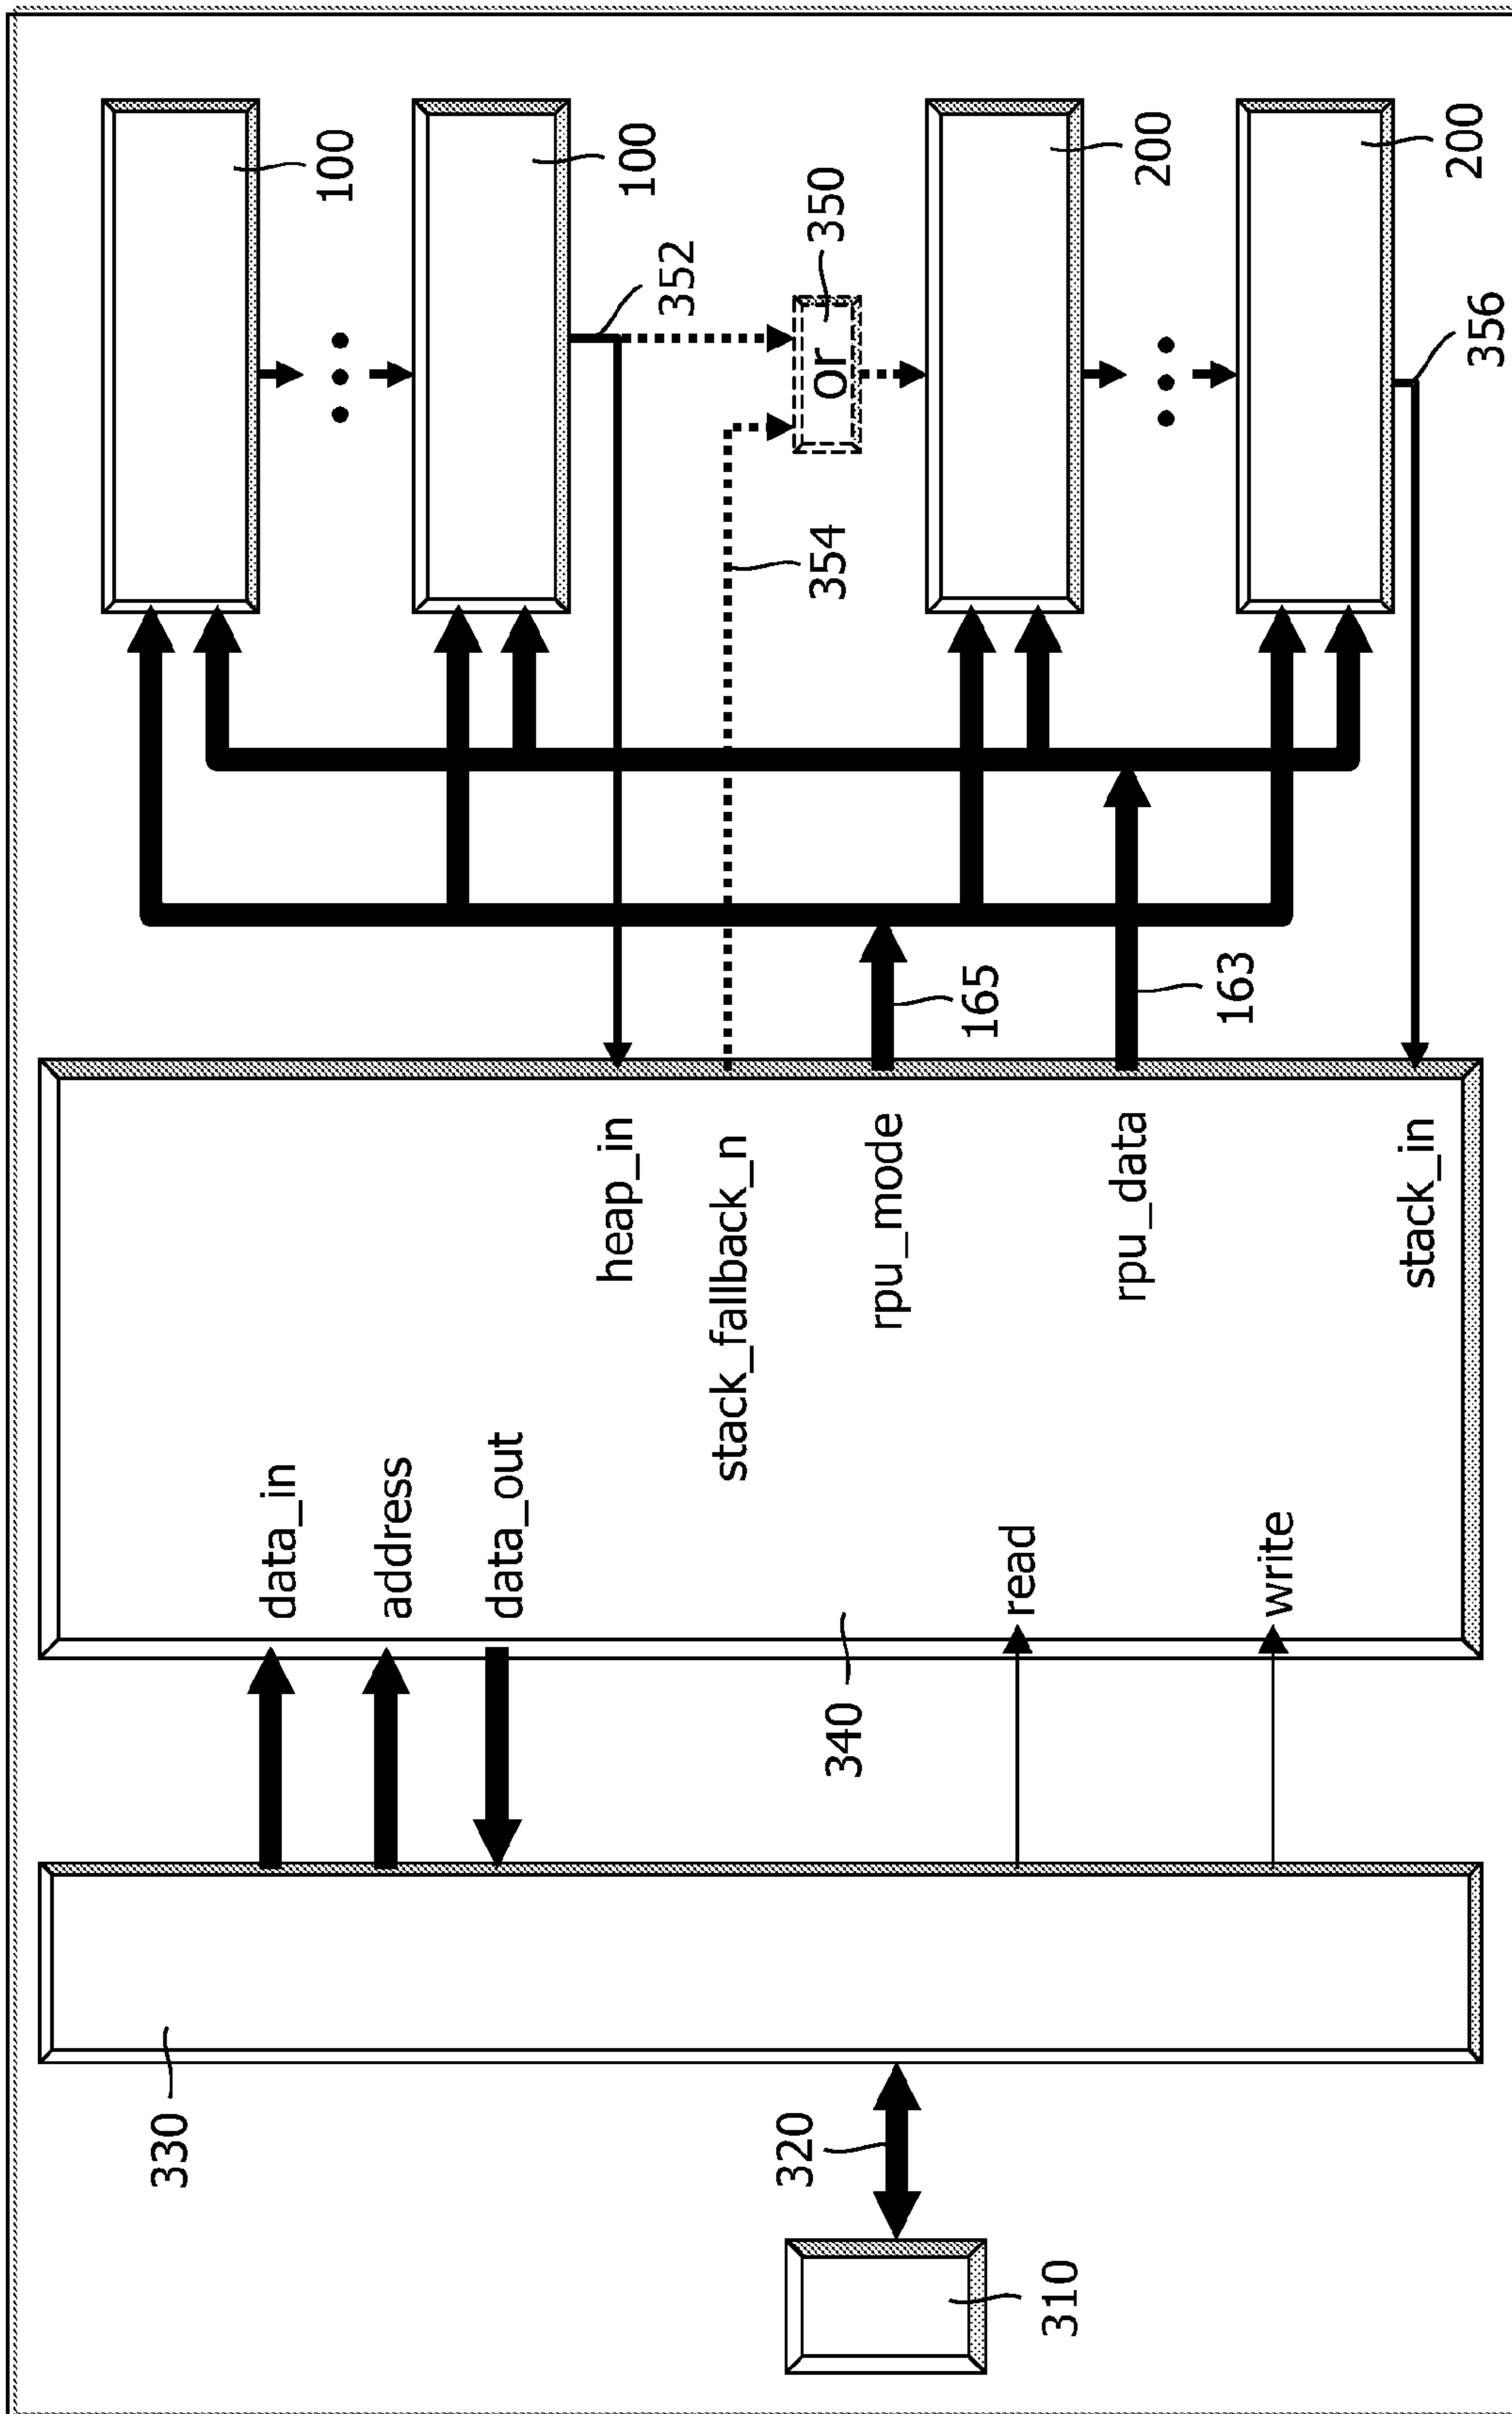 330
320
310
340
data_in
address
data_out
read
write
heap_in
stack_fallback_n
rpu_mode
rpu_data
stack_in
165
163
354
352
or
350
356
100
100
200
200